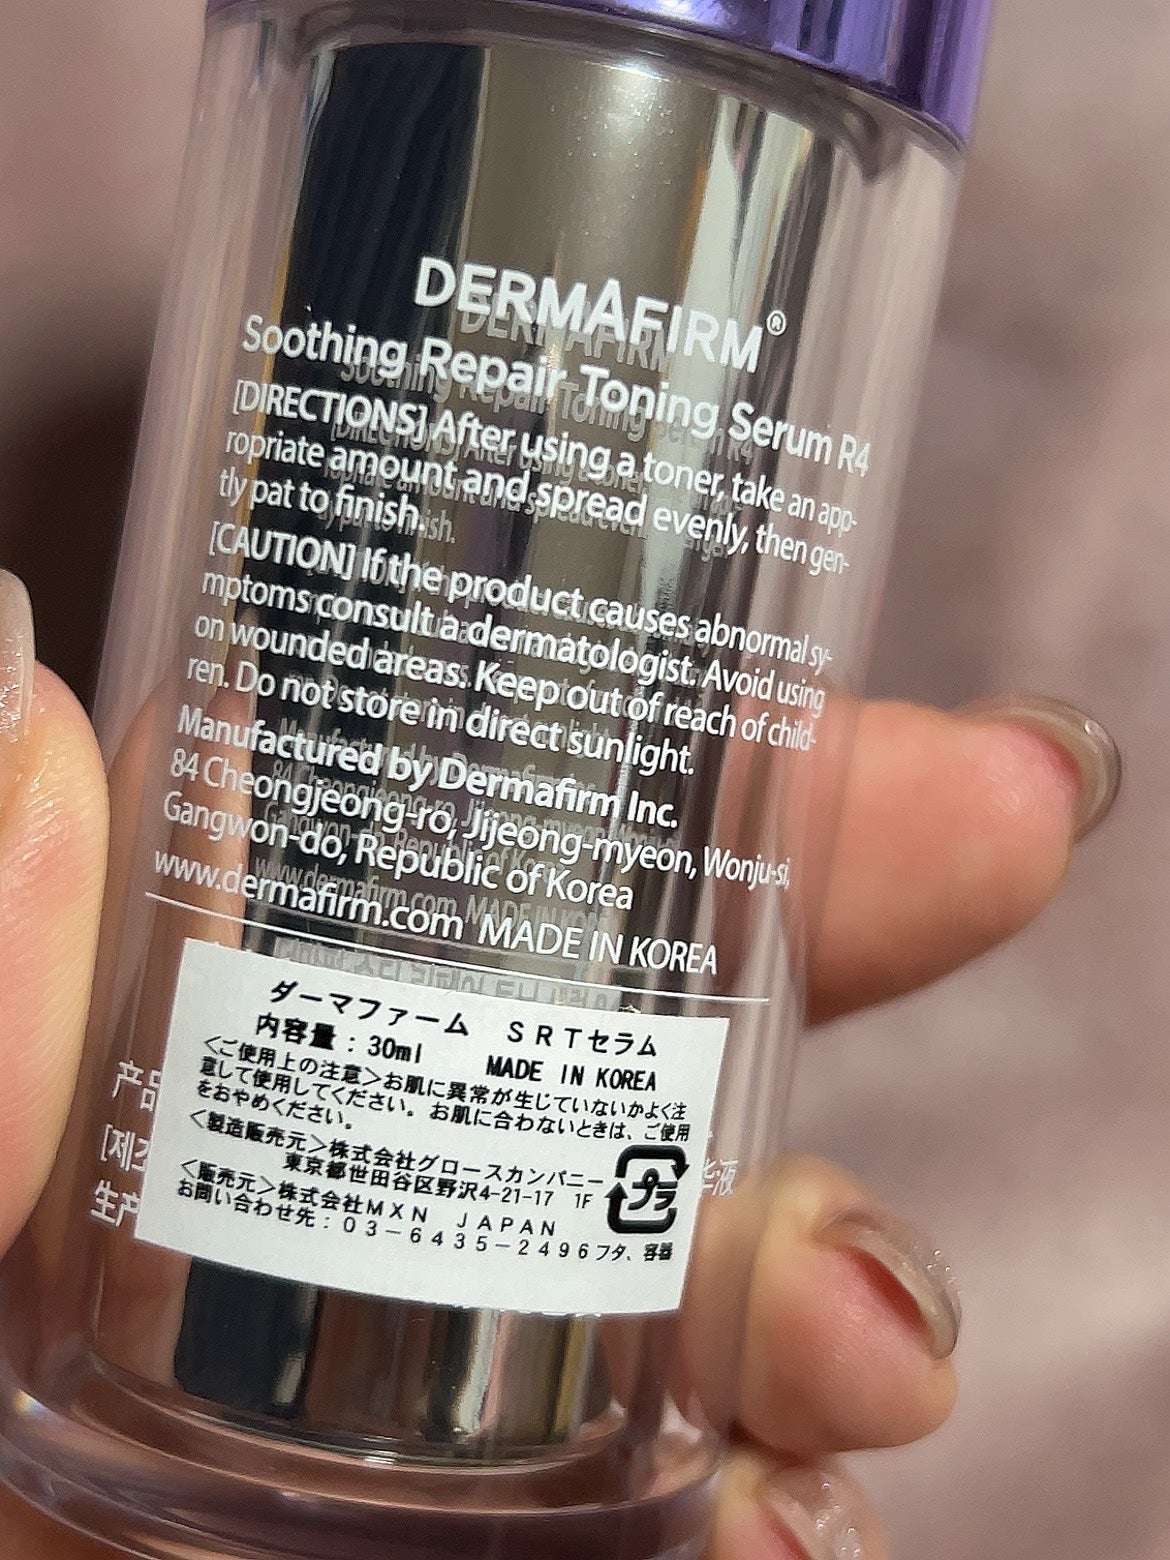 DERMAFIRM®
Soothing Repair Toning Serum R4
[DIRECTIONS] After using a toner, take an app-
ropriate amount and spread evenly, then gen-
tly pat to finish.
[CAUTION] If the product causes abnormal sy-
mptoms consult a dermatologist. Avoid using
on wounded areas. Keep out of reach of child-
ren. Do not store in direct sunlight.
Manufactured by Dermafirm Inc.
84 Cheongjeong-ro, Jijeong-myeon, Wonju-si,
Gangwon-do, Republic of Korea
www.dermafirm.com MADE IN KOREA
ダーマファーム ＳＲＴセラム
内容量：30ml MADE IN KOREA
＜ご使用上の注意＞お肌に異常が生じていないかよく注
意して使用してください。お肌に合わないときは、ご使用
をおやめください。
＜製造販売元＞株式会社グロースカンパニー
東京都世田谷区野沢4-21-17 1F
＜販売元＞株式会社ＭＸＮ ＪＡＰＡＮ
お問い合わせ先：０３－６４３５－２４９６
プラ
フタ、容器
产品
华液
[制造
生产